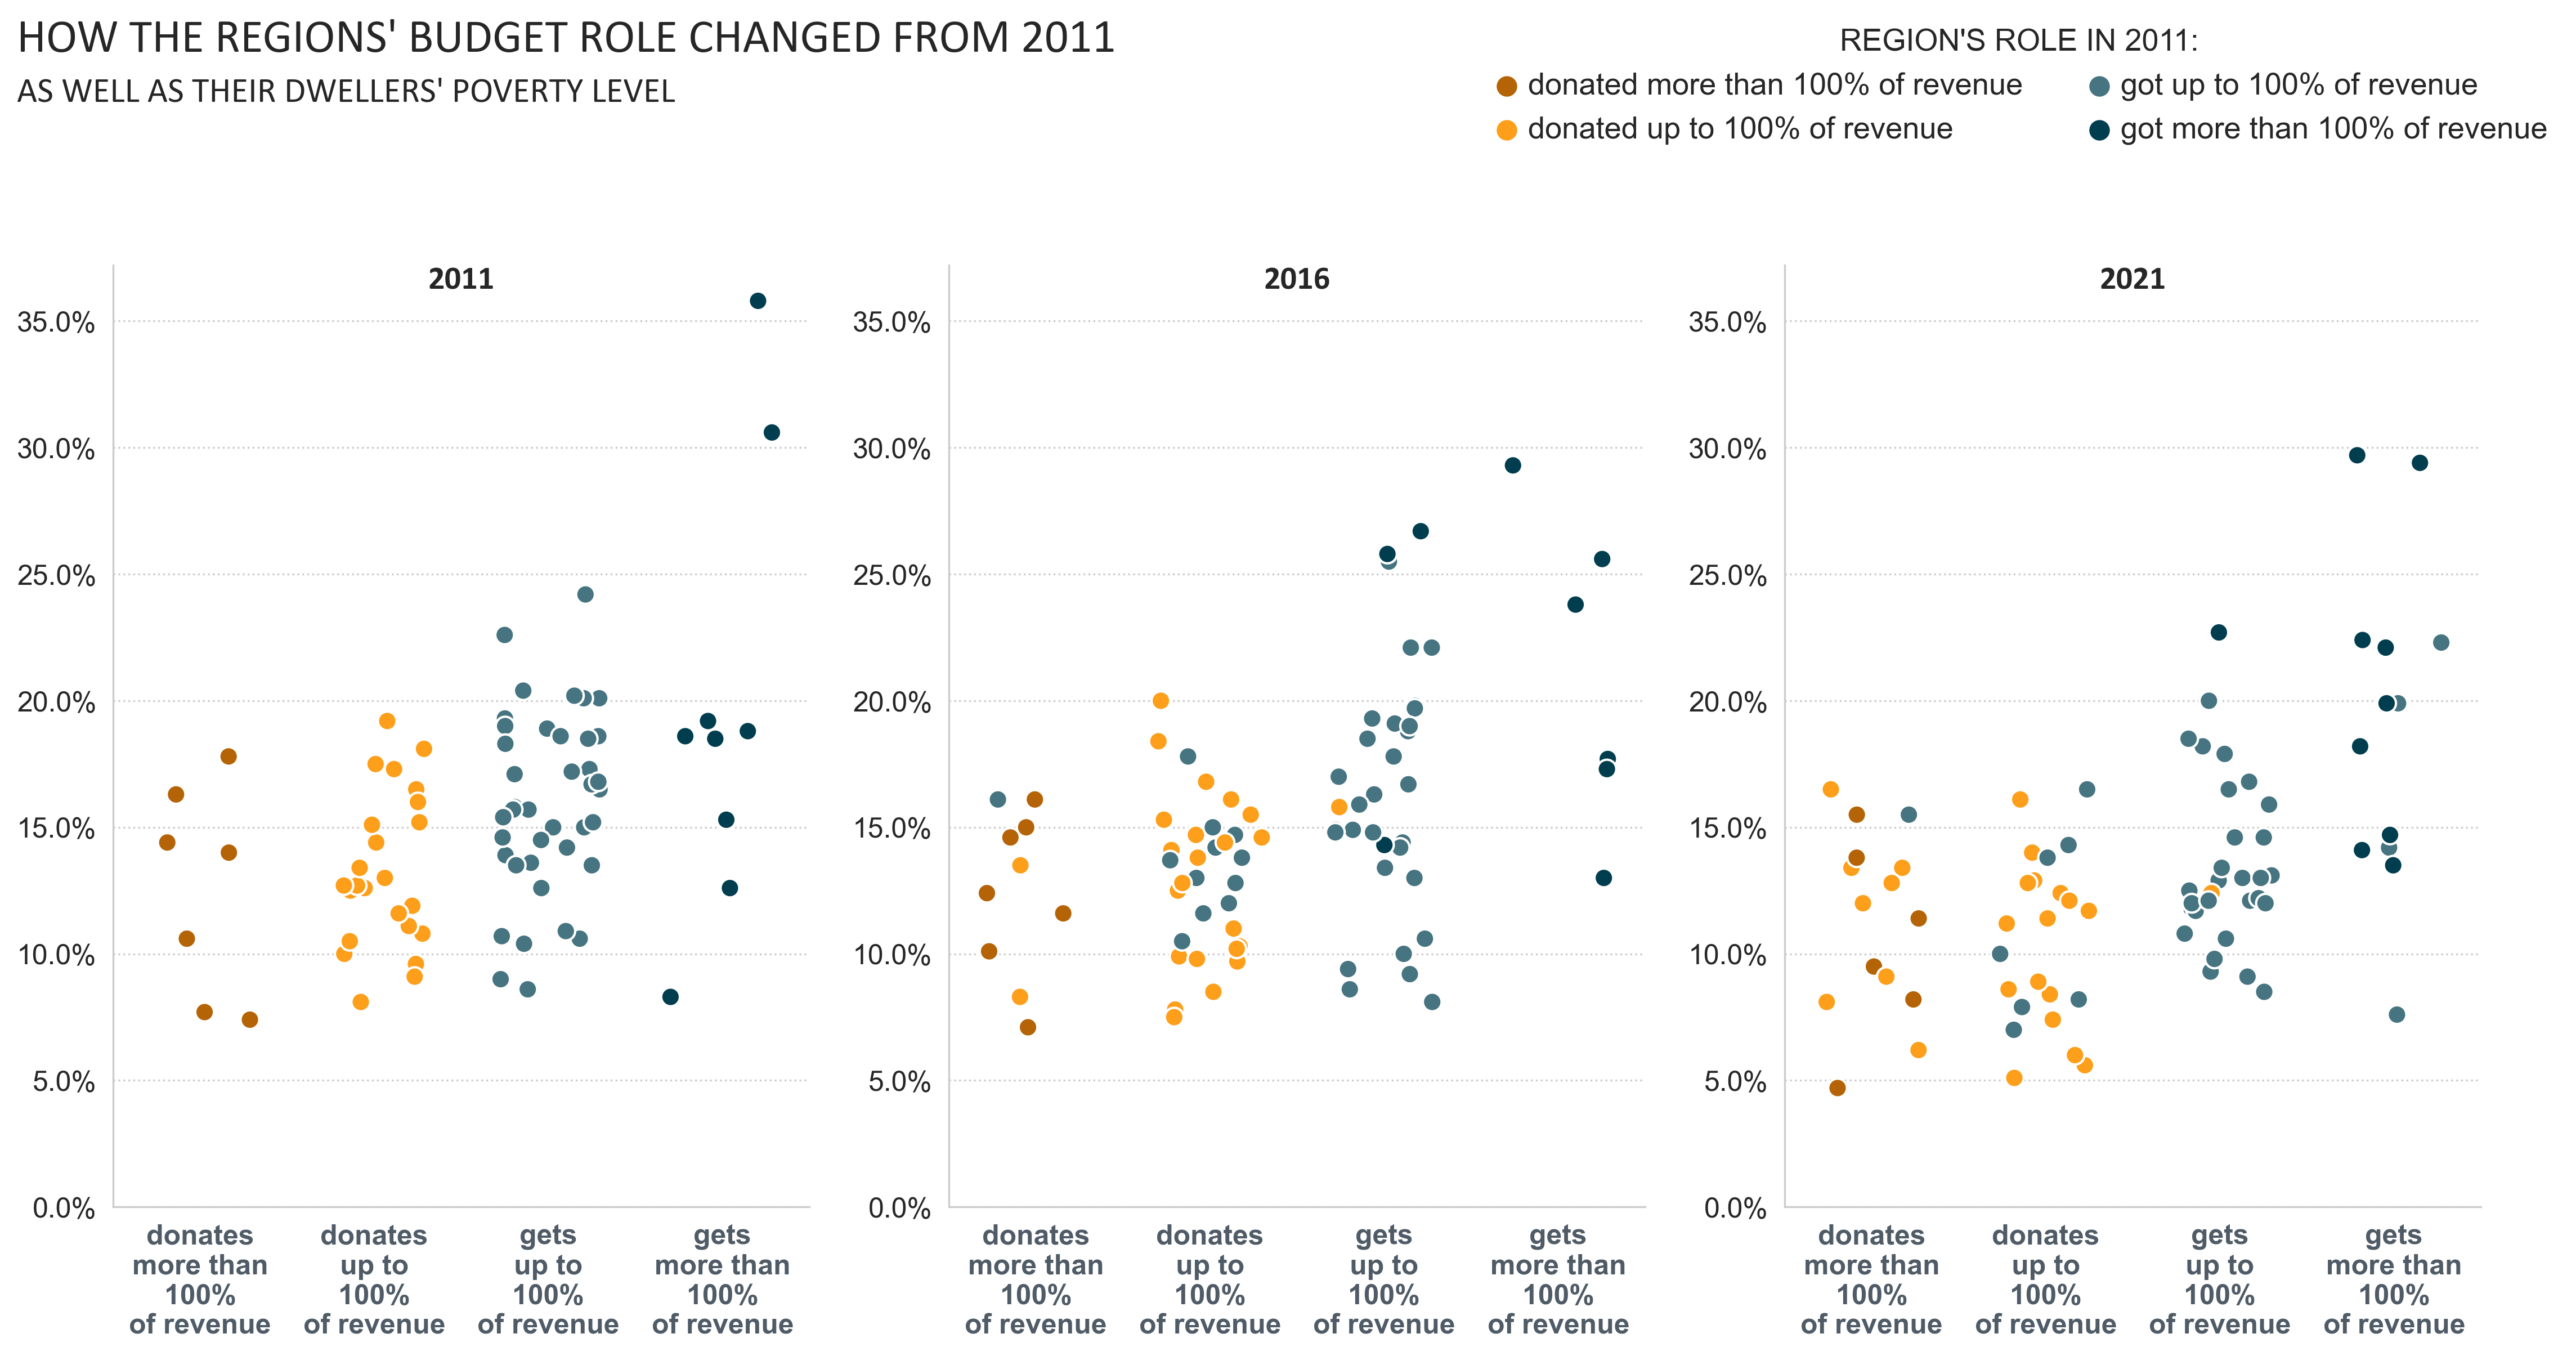 HOW THE REGIONS' BUDGET ROLE CHANGED FROM 2011
AS WELL AS THEIR DWELLERS' POVERTY LEVEL
REGION'S ROLE IN 2011:
donated more than 100% of revenue
got up to 100% of revenue
donated up to 100% of revenue
got more than 100% of revenue
2011
35.0%
30.0%
25.0%
20.0%
15.0%
10.0%
5.0%
0.0%
donates
more than
100%
of revenue
donates
up to
100%
of revenue
gets
up to
100%
of revenue
gets
more than
100%
of revenue
2016
35.0%
30.0%
25.0%
20.0%
15.0%
10.0%
5.0%
0.0%
donates
more than
100%
of revenue
donates
up to
100%
of revenue
gets
up to
100%
of revenue
gets
more than
100%
of revenue
2021
35.0%
30.0%
25.0%
20.0%
15.0%
10.0%
5.0%
0.0%
donates
more than
100%
of revenue
donates
up to
100%
of revenue
gets
up to
100%
of revenue
gets
more than
100%
of revenue